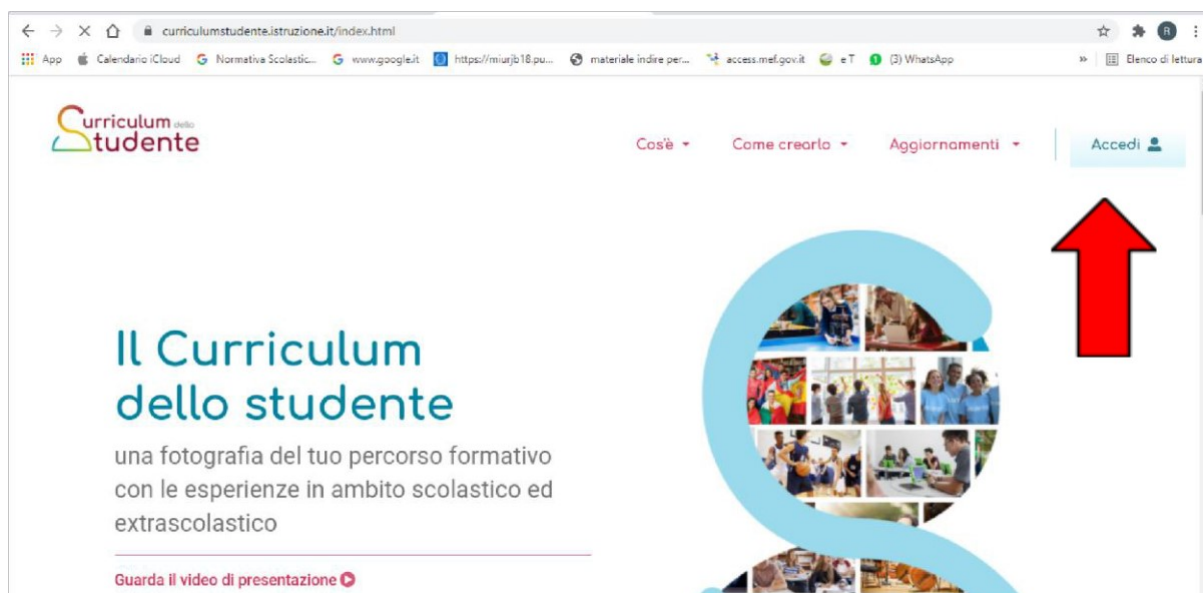 curriculumstudente.istruzione.it/index.html
R
App Calendario iCloud Normativa Scolastic... www.google.it https://miurjb18.pu... materiale indire per... access.mef.gov.it e T (3) WhatsApp » Elenco di lettura
Curriculum dello
Studente
Cos'è Come crearlo Aggiornamenti Accedi
Il Curriculum
dello studente
una fotografia del tuo percorso formativo
con le esperienze in ambito scolastico ed
extrascolastico
Guarda il video di presentazione